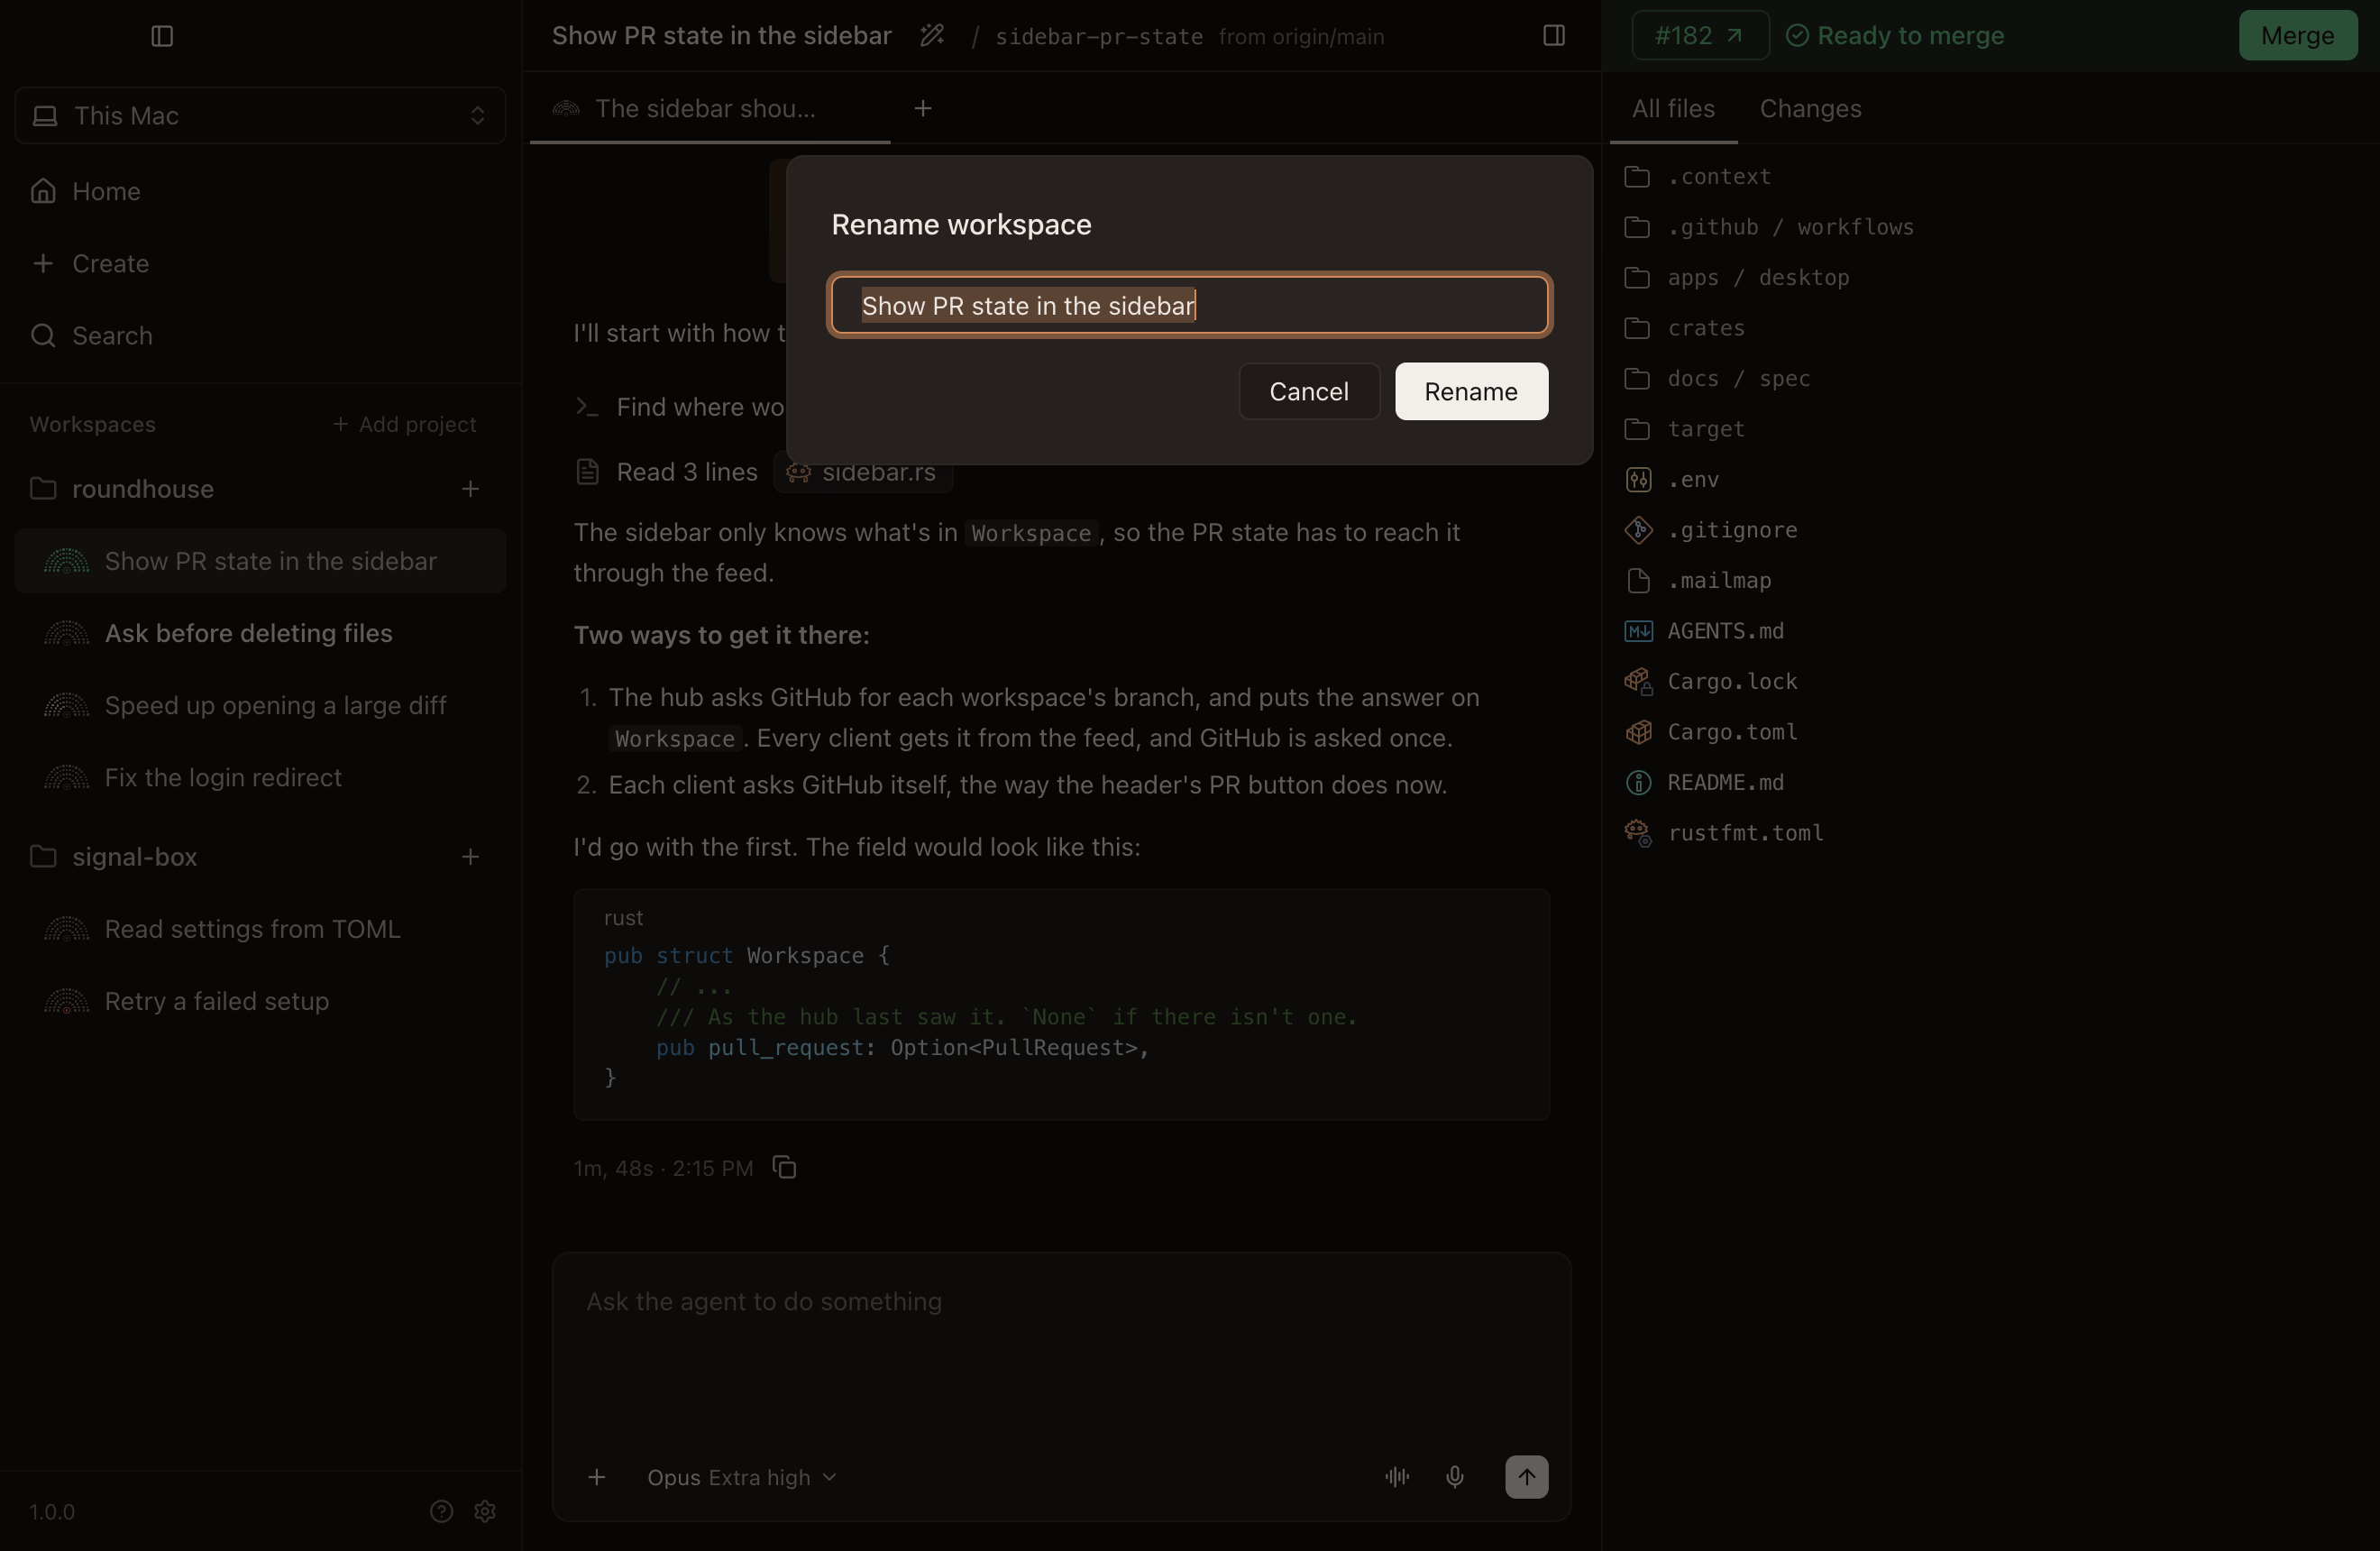 Show PR state in the sidebar / sidebar-pr-state from origin/main
#182 Ready to merge Merge
This Mac
The sidebar shou...
All files Changes
Home
Create
Search
Workspaces Add project
roundhouse
Show PR state in the sidebar
Ask before deleting files
Speed up opening a large diff
Fix the login redirect
signal-box
Read settings from TOML
Retry a failed setup
1.0.0
Rename workspace
Show PR state in the sidebar
Cancel Rename
I'll start with how t
Find where wo
Read 3 lines sidebar.rs
The sidebar only knows what's in Workspace, so the PR state has to reach it
through the feed.
Two ways to get it there:
1. The hub asks GitHub for each workspace's branch, and puts the answer on
Workspace. Every client gets it from the feed, and GitHub is asked once.
2. Each client asks GitHub itself, the way the header's PR button does now.
I'd go with the first. The field would look like this:
rust
pub struct Workspace {
// ...
/// As the hub last saw it. `None` if there isn't one.
pub pull_request: Option<PullRequest>,
}
1m, 48s · 2:15 PM
Ask the agent to do something
Opus Extra high
.context
.github / workflows
apps / desktop
crates
docs / spec
target
.env
.gitignore
.mailmap
AGENTS.md
Cargo.lock
Cargo.toml
README.md
rustfmt.toml